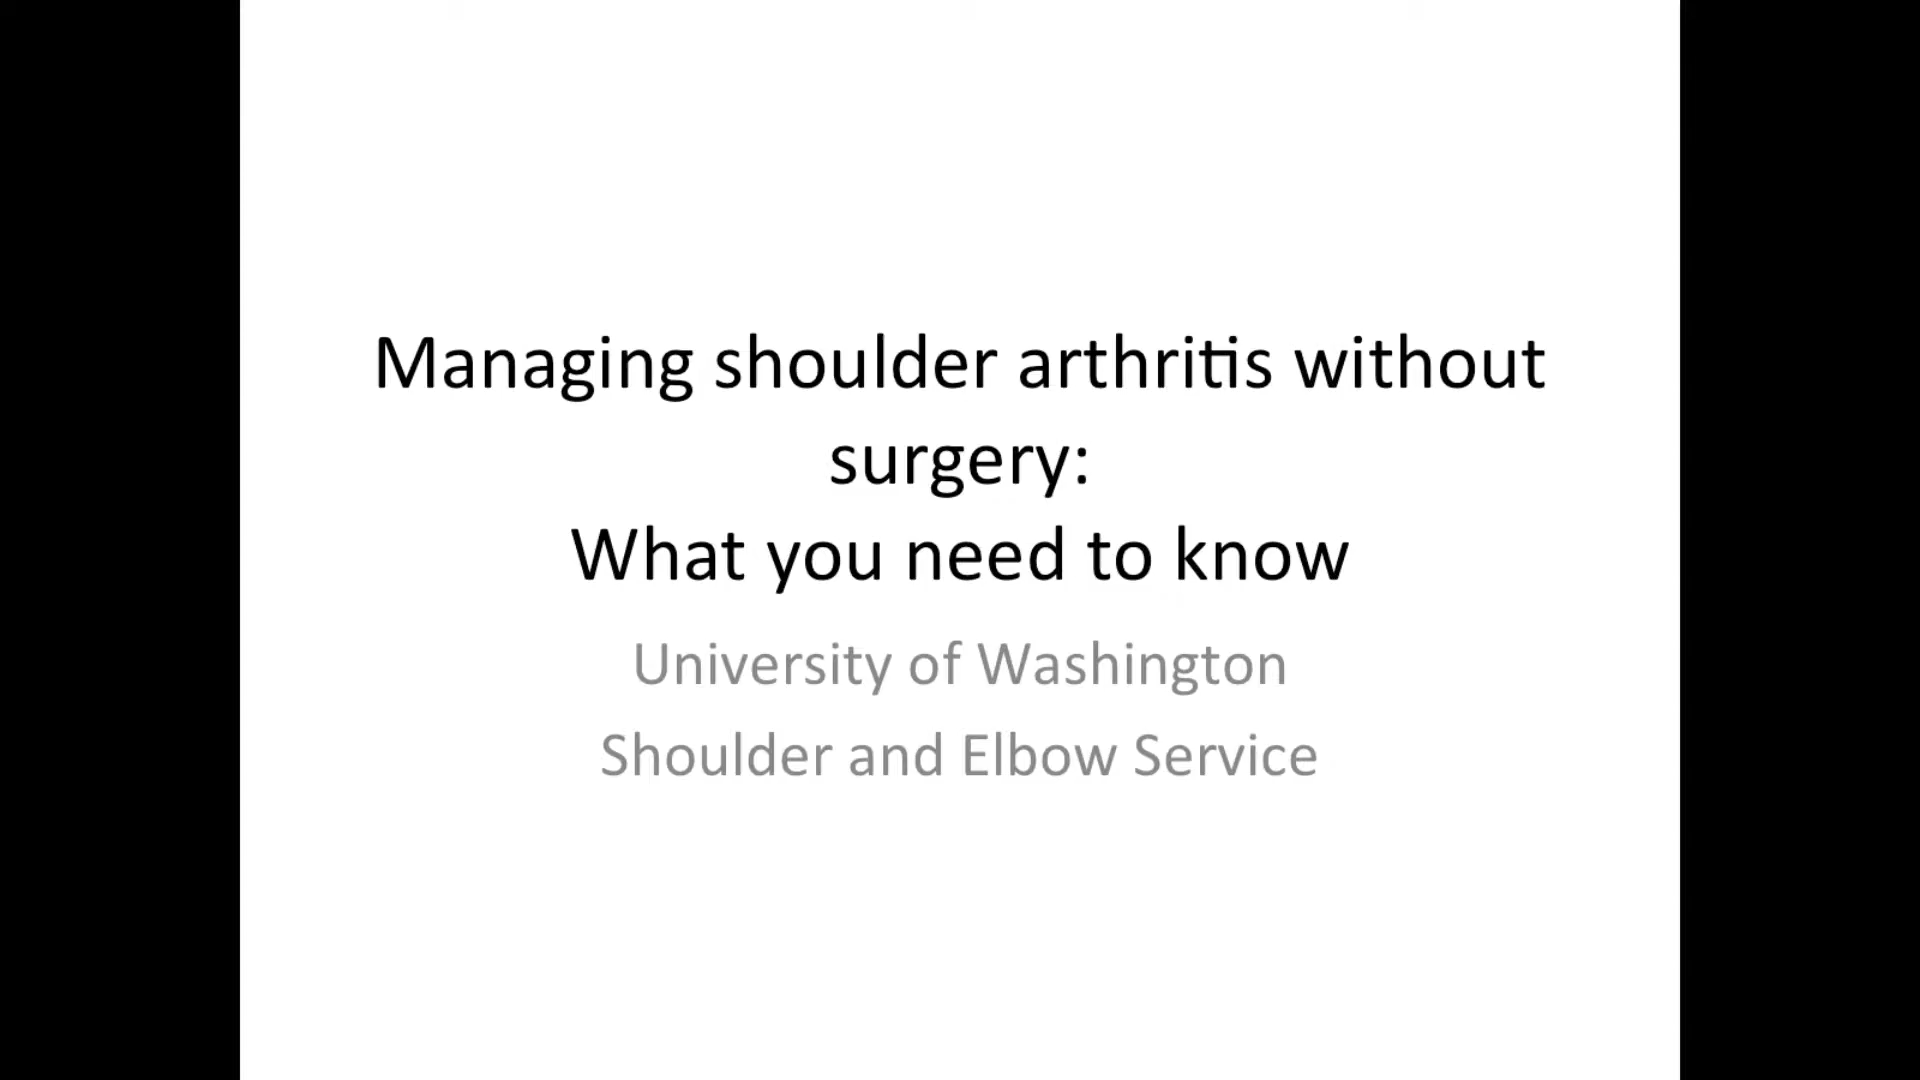 Managing shoulder arthritis without
surgery:
What you need to know
University of Washington
Shoulder and Elbow Service